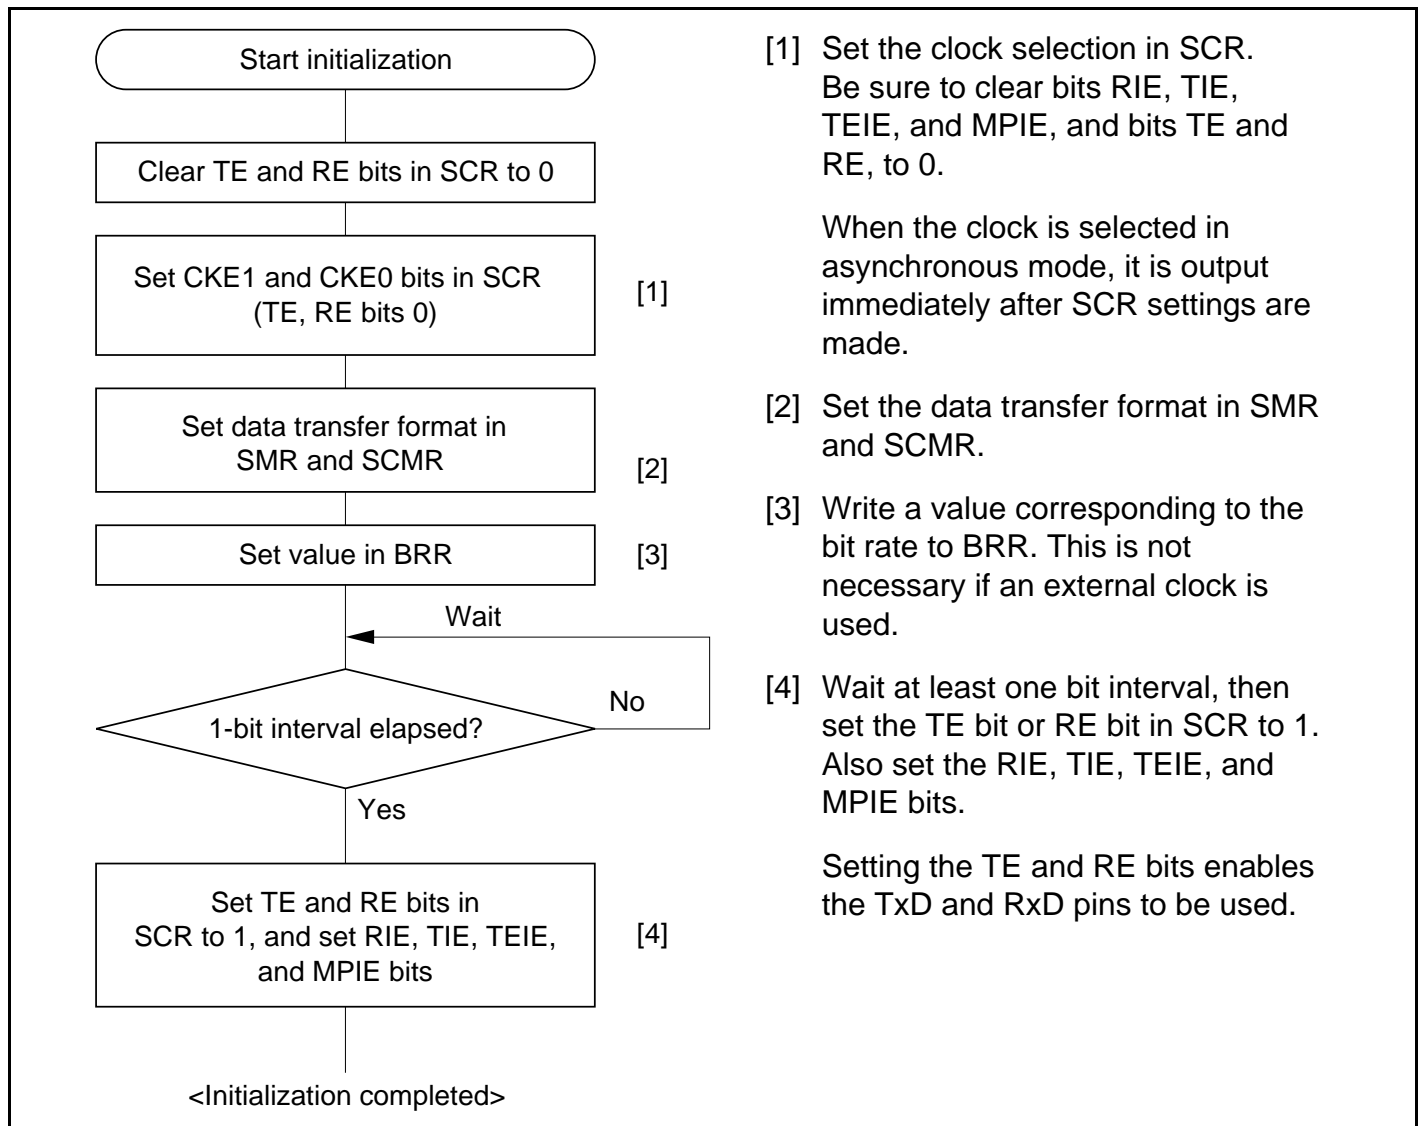 Start initialization
Clear TE and RE bits in SCR to 0
Set CKE1 and CKE0 bits in SCR
(TE, RE bits 0)
[1]
Set data transfer format in
SMR and SCMR
[2]
Set value in BRR
[3]
Wait
1-bit interval elapsed?
No
Yes
Set TE and RE bits in
SCR to 1, and set RIE, TIE, TEIE,
and MPIE bits
[4]
<Initialization completed>
[1] Set the clock selection in SCR.
Be sure to clear bits RIE, TIE,
TEIE, and MPIE, and bits TE and
RE, to 0.
When the clock is selected in
asynchronous mode, it is output
immediately after SCR settings are
made.
[2] Set the data transfer format in SMR
and SCMR.
[3] Write a value corresponding to the
bit rate to BRR. This is not
necessary if an external clock is
used.
[4] Wait at least one bit interval, then
set the TE bit or RE bit in SCR to 1.
Also set the RIE, TIE, TEIE, and
MPIE bits.
Setting the TE and RE bits enables
the TxD and RxD pins to be used.